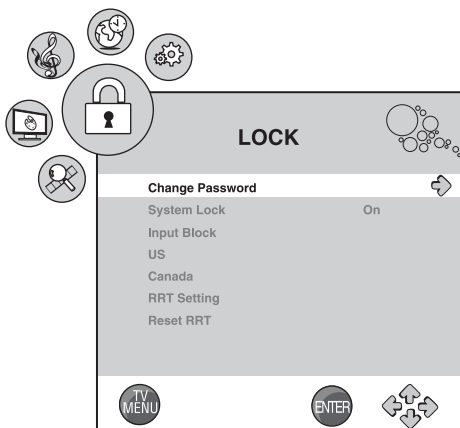 LOCK
Change Password
System Lock On
Input Block
US
Canada
RRT Setting
Reset RRT
TV
MENU
ENTER